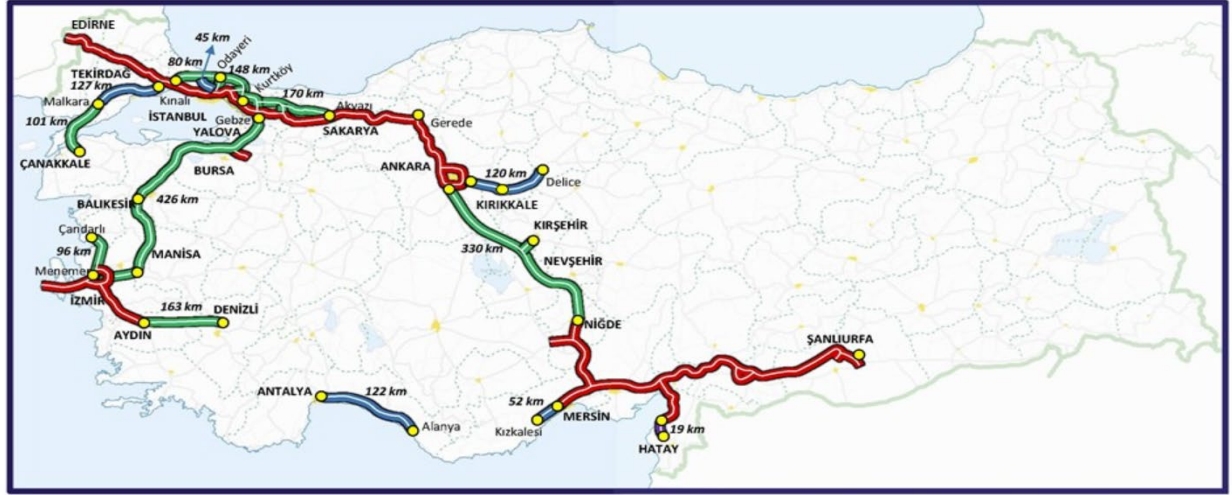 EDİRNE
45 km
Odayeri
80 km
148 km
TEKİRDAG
127 km
Kurtköy
Malkara
Kınalı
170 km
Akyazı
101 km
İSTANBUL
Gebze
SAKARYA
Gerede
YALOVA
ÇANAKKALE
BURSA
ANKARA
120 km
Delice
KIRIKKALE
BALIKESİR
426 km
Çandarlı
KIRŞEHİR
96 km
MANİSA
330 km
NEVŞEHİR
Menemen
İZMİR
163 km
DENİZLİ
AYDIN
NİĞDE
ŞANLIURFA
ANTALYA
122 km
52 km
MERSİN
Alanya
Kızkalesi
19 km
HATAY